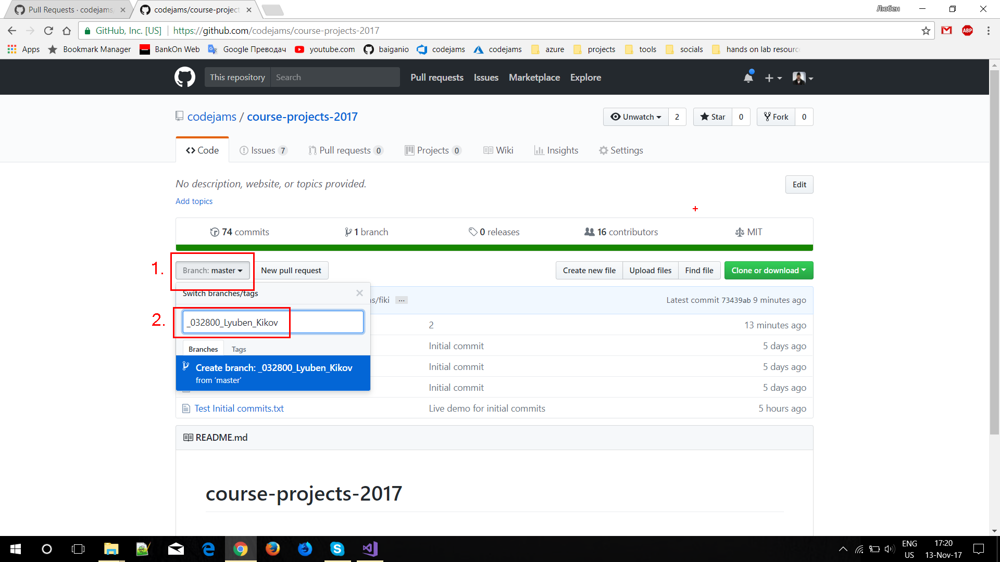 Pull Requests · codejams
codejams/course-project
Любен
GitHub, Inc. [US]
https://github.com/codejams/course-projects-2017
ABP
Apps
Bookmark Manager
BankOn Web
Google Преводач
youtube.com
baiganio
codejams
codejams
azure
projects
tools
socials
hands on lab resourc
This repository
Search
Pull requests
Issues
Marketplace
Explore
codejams / course-projects-2017
Unwatch 2
Star 0
Fork 0
Code
Issues 7
Pull requests 0
Projects 0
Wiki
Insights
Settings
No description, website, or topics provided.
Edit
Add topics
74 commits
1 branch
0 releases
16 contributors
MIT
1.
Branch: master
New pull request
Create new file
Upload files
Find file
Clone or download
Switch branches/tags
s/fiki
...
Latest commit 73439ab 9 minutes ago
2.
_032800_Lyuben_Kikov
2
13 minutes ago
Initial commit
5 days ago
Branches
Tags
Create branch: _032800_Lyuben_Kikov
from ‘master’
Initial commit
5 days ago
Initial commit
5 days ago
Test Initial commits.txt
Live demo for initial commits
5 hours ago
README.md
course-projects-2017
ENG
US
17:20
13-Nov-17